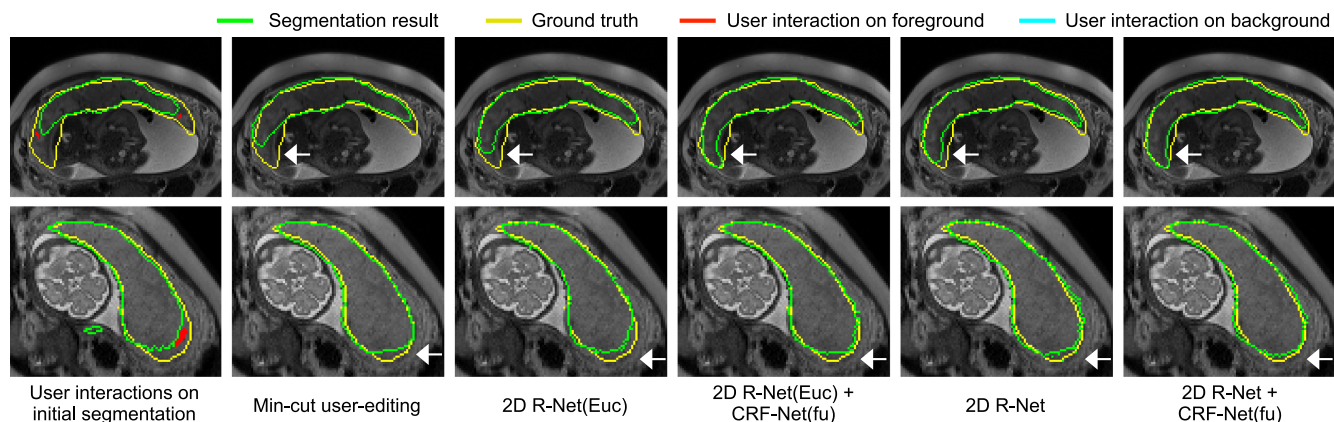 Segmentation result Ground truth User interaction on foreground User interaction on background
User interactions on
initial segmentation
Min-cut user-editing
2D R-Net(Euc)
2D R-Net(Euc) +
CRF-Net(fu)
2D R-Net
2D R-Net +
CRF-Net(fu)